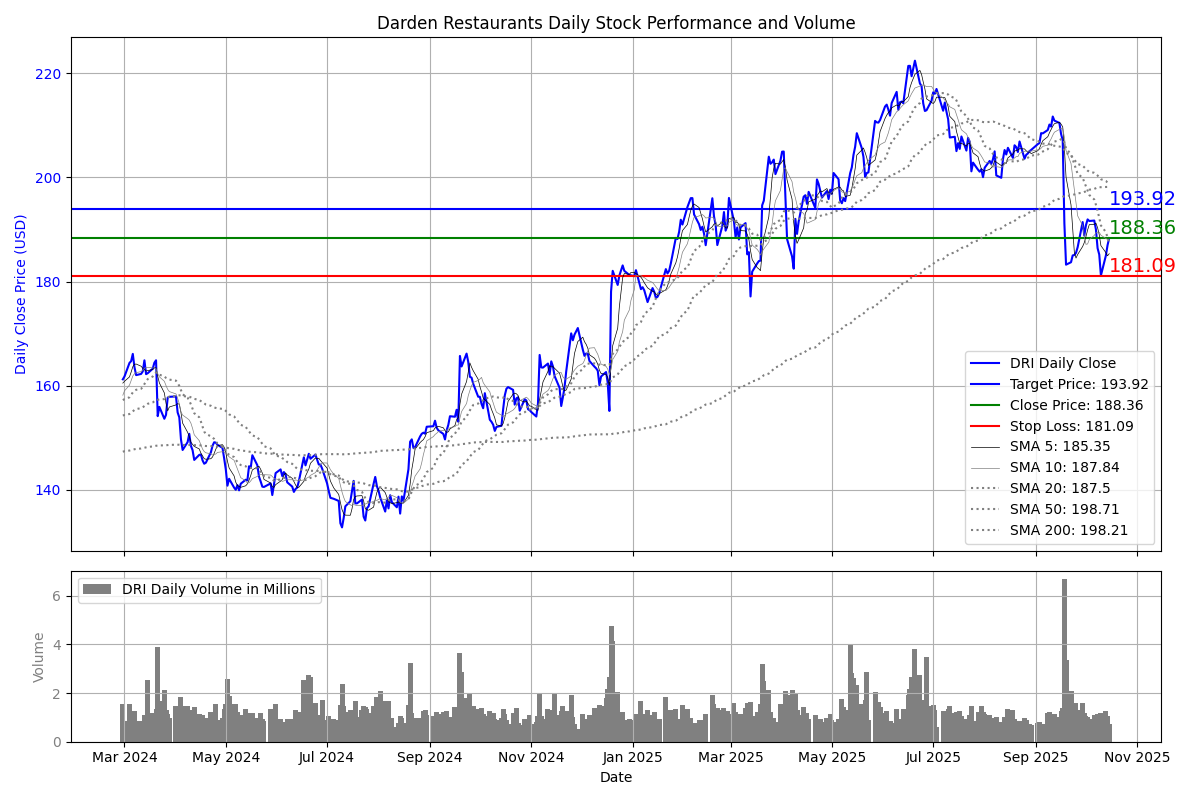 Darden Restaurants Daily Stock Performance and Volume
Daily Close Price (USD)
220
200
180
160
140
193.92
188.36
181.09
DRI Daily Close
Target Price: 193.92
Close Price: 188.36
Stop Loss: 181.09
SMA 5: 185.35
SMA 10: 187.84
SMA 20: 187.5
SMA 50: 198.71
SMA 200: 198.21
DRI Daily Volume in Millions
Volume
6
4
2
0
Mar 2024 May 2024 Jul 2024 Sep 2024 Nov 2024 Jan 2025 Mar 2025 May 2025 Jul 2025 Sep 2025 Nov 2025
Date